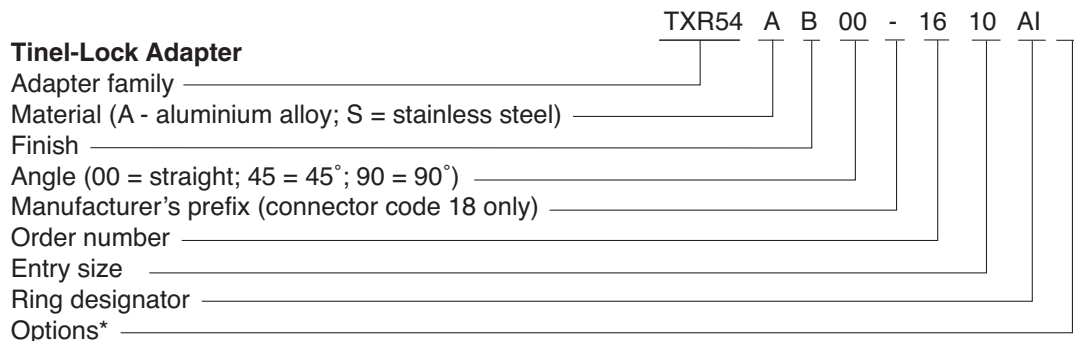 TXR54 A B 00 - 16 10 AI
Tinel-Lock Adapter
Adapter family
Material (A - aluminium alloy; S = stainless steel)
Finish
Angle (00 = straight; 45 = 45˚; 90 = 90˚)
Manufacturer's prefix (connector code 18 only)
Order number
Entry size
Ring designator
Options*